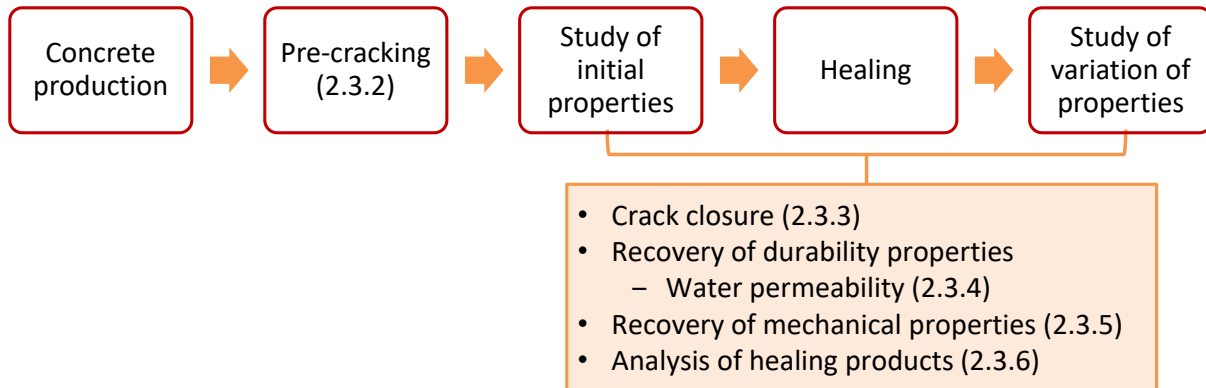 Concrete
production
Pre-cracking
(2.3.2)
Study of
initial
properties
Healing
Study of
variation of
properties
• Crack closure (2.3.3)
• Recovery of durability properties
– Water permeability (2.3.4)
• Recovery of mechanical properties (2.3.5)
• Analysis of healing products (2.3.6)